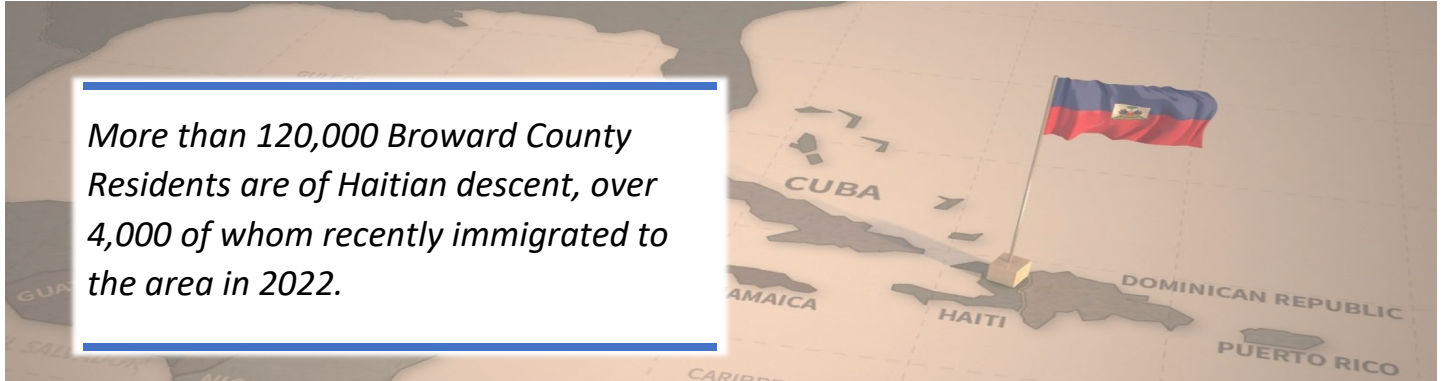 More than 120,000 Broward County
Residents are of Haitian descent, over
4,000 of whom recently immigrated to
the area in 2022.
CUBA
DOMINICAN REPUBLIC
HAITI
PUERTO RICO